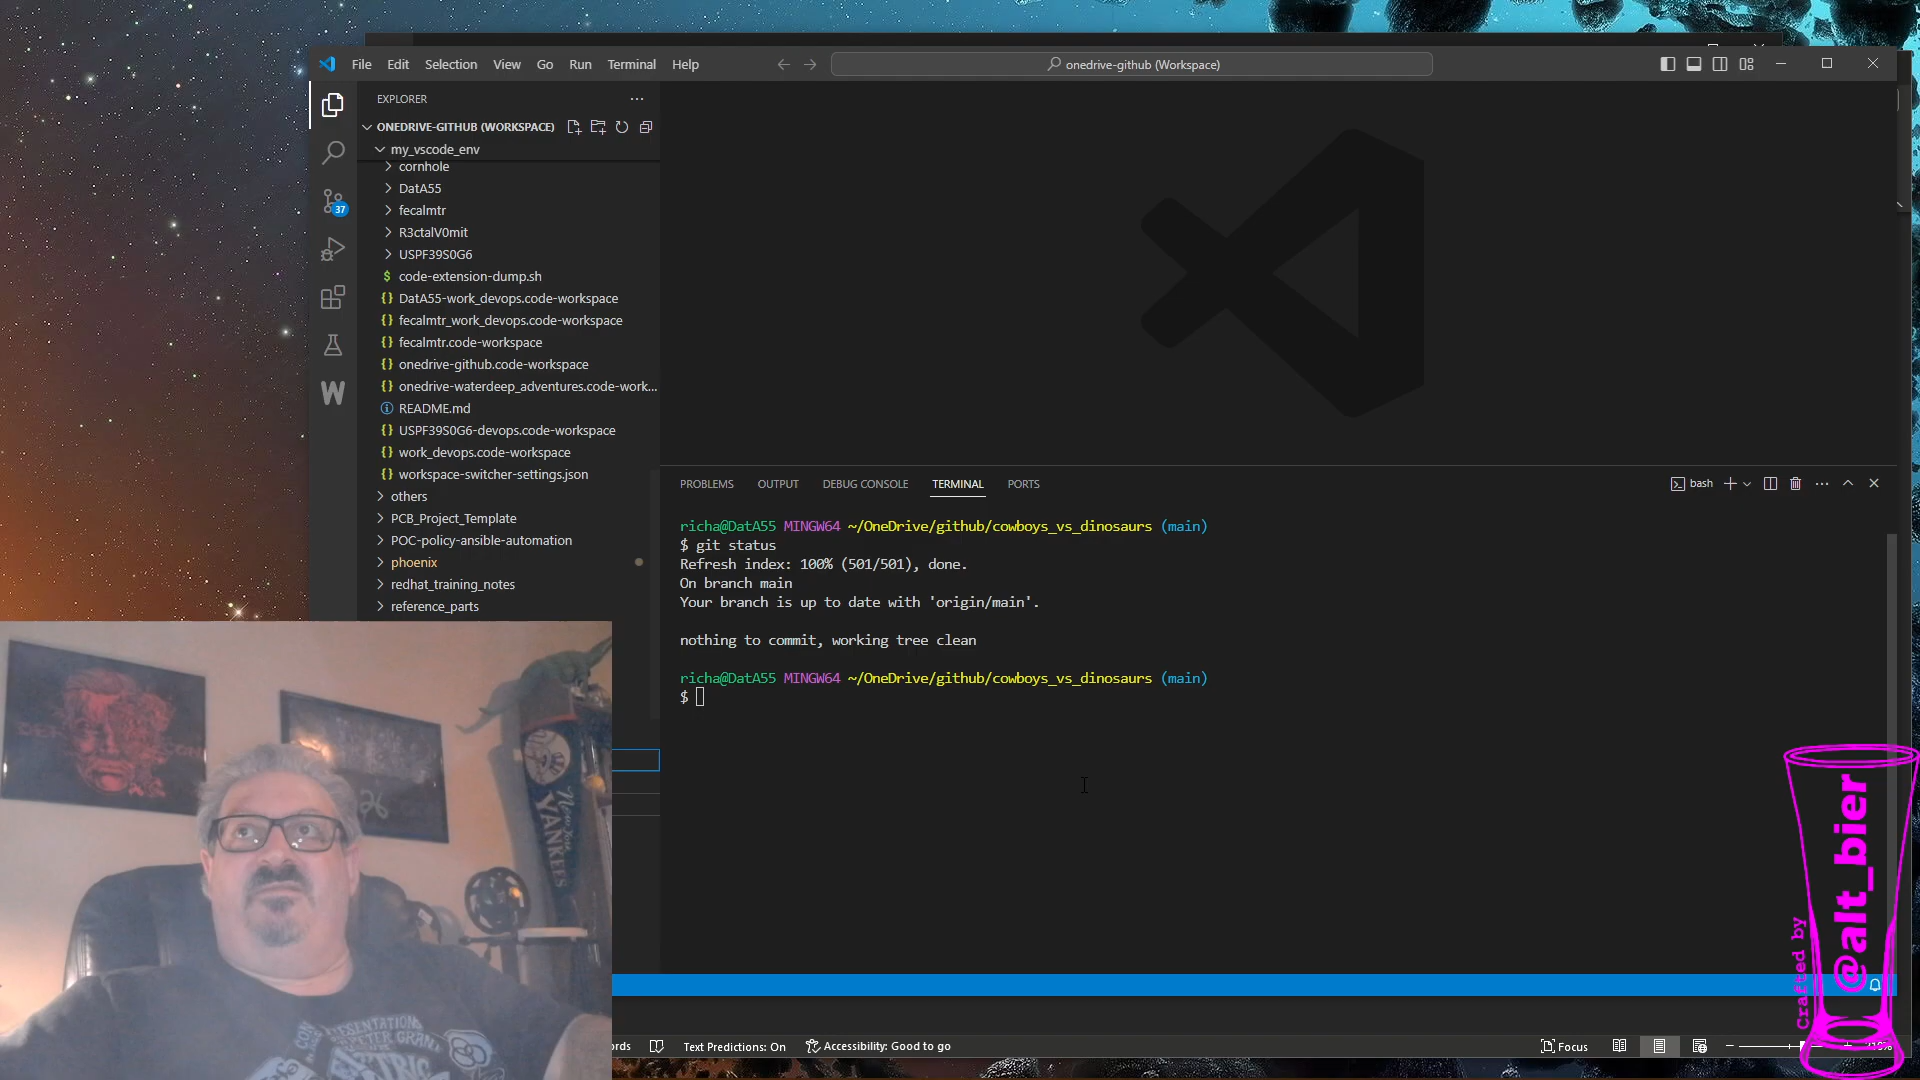 File Edit Selection View Go Run Terminal Help
onedrive-github (Workspace)
EXPLORER
ONEDRIVE-GITHUB (WORKSPACE)
my_vscode_env
cornhole
DatA55
fecalmtr
R3ctalV0mit
USPF39S0G6
code-extension-dump.sh
DatA55-work_devops.code-workspace
fecalmtr_work_devops.code-workspace
fecalmtr.code-workspace
onedrive-github.code-workspace
onedrive-waterdeep_adventures.code-work...
README.md
USPF39S0G6-devops.code-workspace
work_devops.code-workspace
workspace-switcher-settings.json
others
PCB_Project_Template
POC-policy-ansible-automation
phoenix
redhat_training_notes
reference_parts
37
W
PROBLEMS OUTPUT DEBUG CONSOLE TERMINAL PORTS
bash
richa@DatA55 MINGW64 ~/OneDrive/github/cowboys_vs_dinosaurs (main)
$ git status
Refresh index: 100% (501/501), done.
On branch main
Your branch is up to date with 'origin/main'.
nothing to commit, working tree clean
richa@DatA55 MINGW64 ~/OneDrive/github/cowboys_vs_dinosaurs (main)
$
New York
YANKEES
Crafted by
@alt_bier
ords Text Predictions: On Accessibility: Good to go
Focus